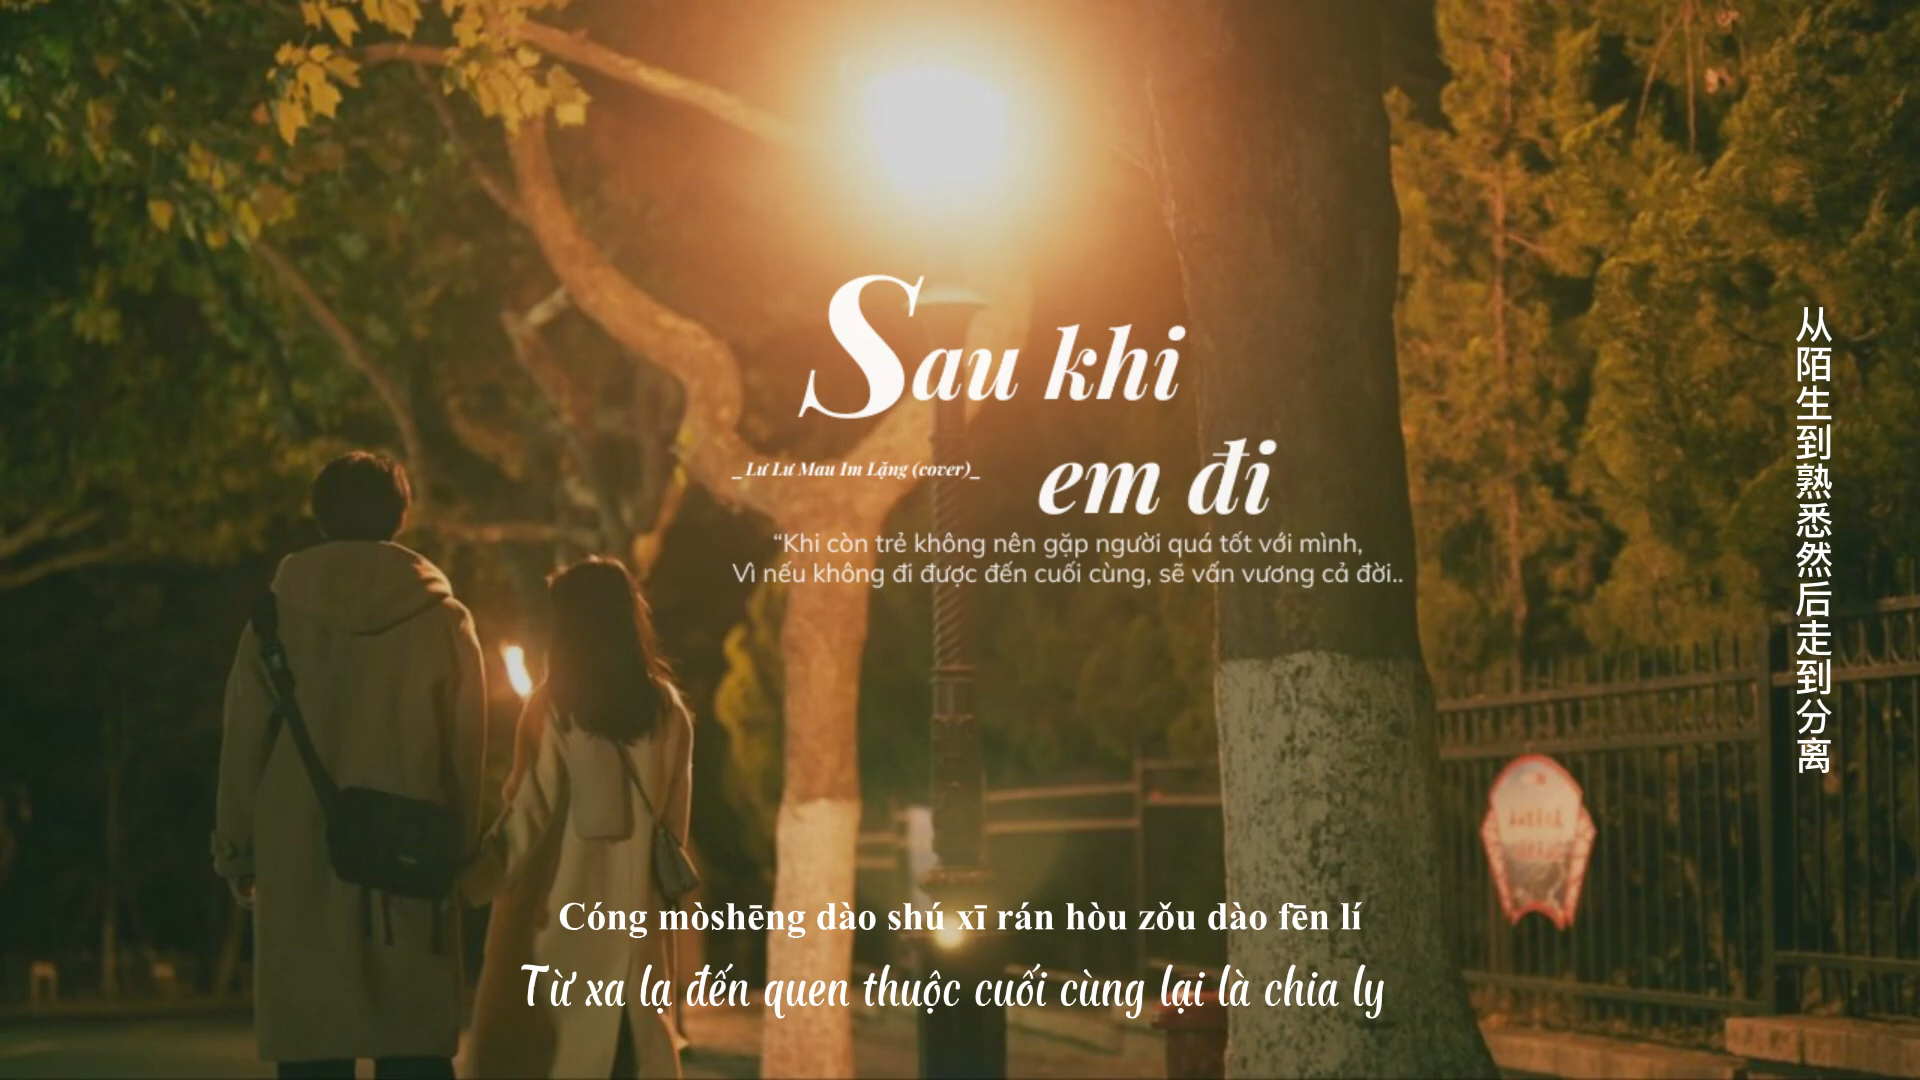 Sau khi
em đi
_Lư Lư Mau Im Lặng (cover)_
“Khi còn trẻ không nên gặp người quá tốt với mình,
Vì nếu không đi được đến cuối cùng, sẽ vấn vương cả đời..
从陌生到熟悉然后走到分离
Cóng mòshēng dào shú xī rán hòu zǒu dào fēn lí
Từ xa lạ đến quen thuộc cuối cùng lại là chia ly